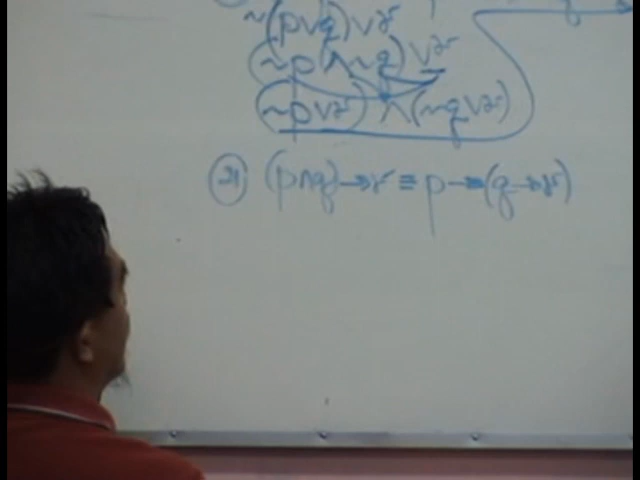 ~(p∨q)∨r
(~p∧~q)∨r
(~p∨r)∧(~q∨r)
21 (p∧q)→r≡p→(q→r)